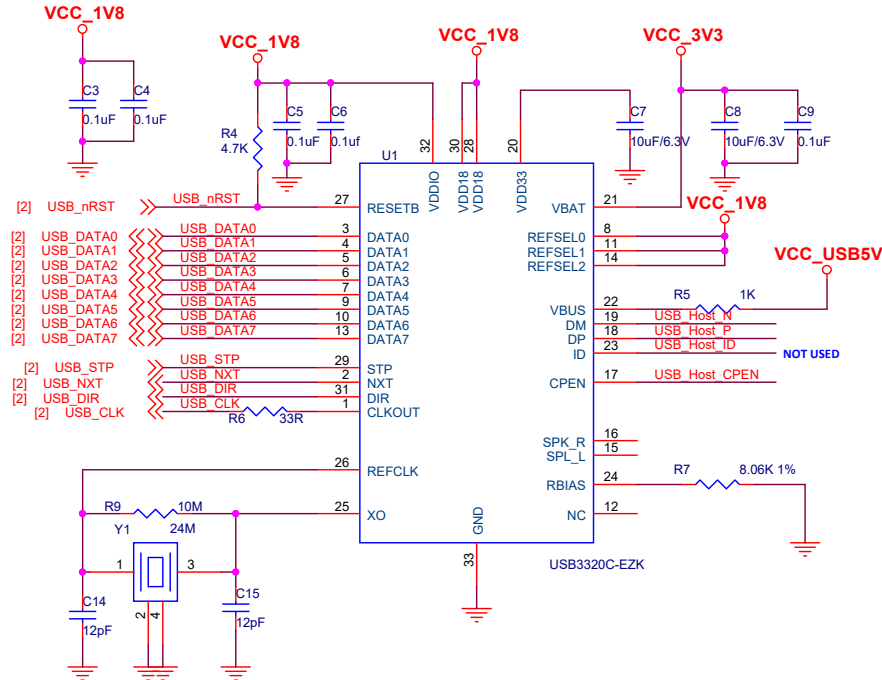 VCC_1V8
VCC_1V8
VCC_1V8
VCC_3V3
C3
0.1uF
C4
0.1uF
R4
4.7K
C5
0.1uF
C6
0.1uf
C7
10uF/6.3V
C8
10uF/6.3V
C9
0.1uF
U1
32
30
28
20
VDDIO
VDD18
VDD18
VDD33
[2] USB_nRST
USB_nRST
27
RESETB
VBAT
21
VCC_1V8
[2] USB_DATA0 USB_DATA0 3 DATA0
[2] USB_DATA1 USB_DATA1 4 DATA1
[2] USB_DATA2 USB_DATA2 5 DATA2
[2] USB_DATA3 USB_DATA3 6 DATA3
[2] USB_DATA4 USB_DATA4 7 DATA4
[2] USB_DATA5 USB_DATA5 9 DATA5
[2] USB_DATA6 USB_DATA6 10 DATA6
[2] USB_DATA7 USB_DATA7 13 DATA7
REFSEL0 8
REFSEL1 11
REFSEL2 14
VCC_USB5V
VBUS 22 R5 1K
DM 19 USB_Host_N
DP 18 USB_Host_P
ID 23 USB_Host_ID NOT USED
CPEN 17 USB_Host_CPEN
[2] USB_STP USB_STP 29 STP
[2] USB_NXT USB_NXT 2 NXT
[2] USB_DIR USB_DIR 31 DIR
[2] USB_CLK USB_CLK R6 33R 1 CLKOUT
SPK_R 16
SPL_L 15
26 REFCLK
RBIAS 24 R7 8.06K 1%
R9 10M
25 XO
NC 12
GND
33
USB3320C-EZK
Y1 24M
1
3
2
4
C14
12pF
C15
12pF